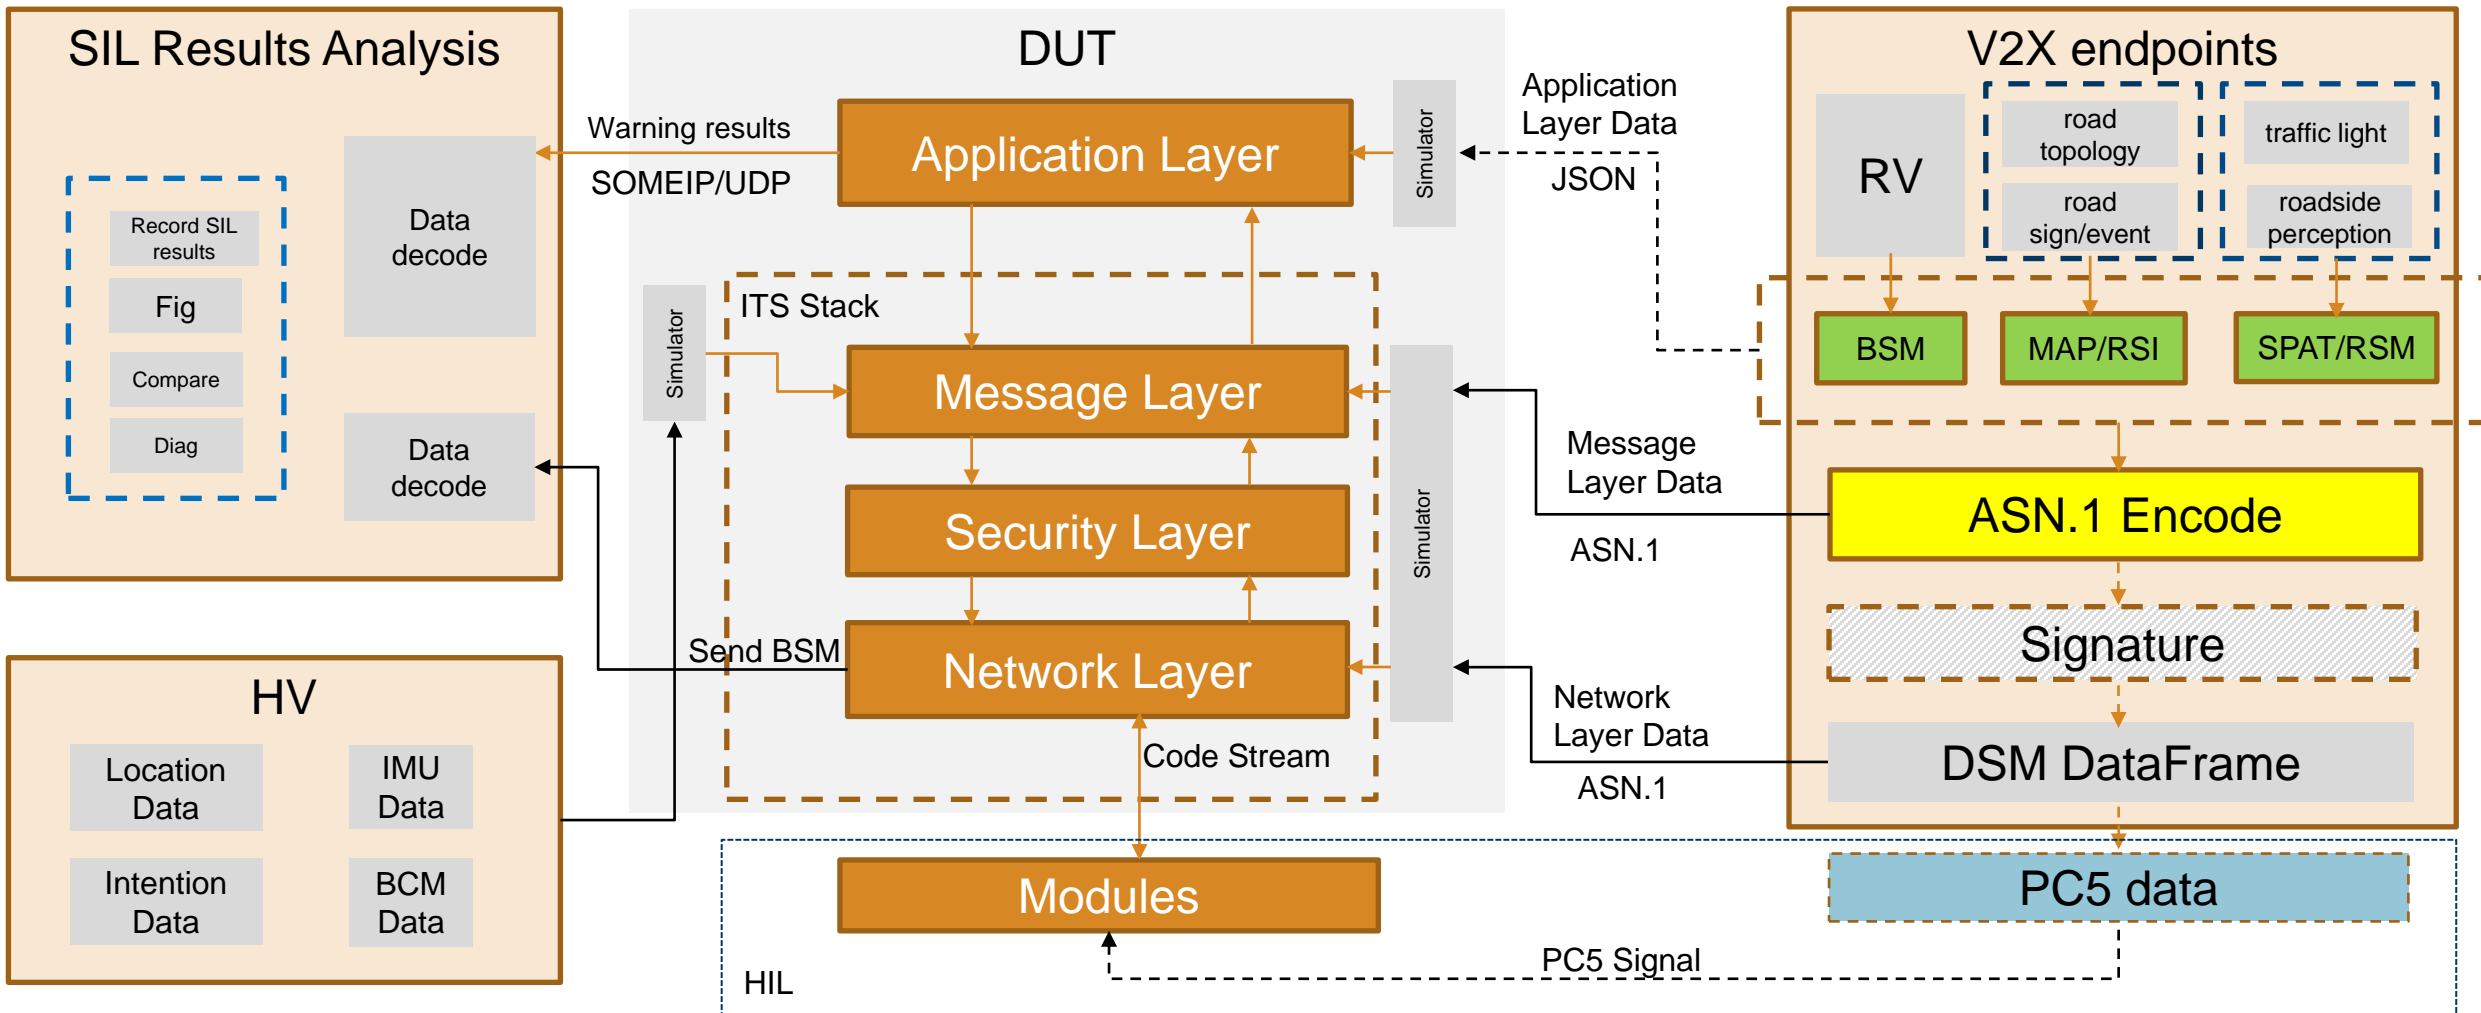 SIL Results Analysis
Record SIL
results
Fig
Compare
Diag
Data
decode
Data
decode
HV
Location
Data
IMU
Data
Intention
Data
BCM
Data
DUT
Warning results
SOMEIP/UDP
Application Layer
Simulator
Application
Layer Data
JSON
ITS Stack
Simulator
Message Layer
Simulator
Security Layer
Network Layer
Send BSM
Code Stream
Message
Layer Data
ASN.1
Network
Layer Data
ASN.1
V2X endpoints
RV
road
topology
road
sign/event
traffic light
roadside
perception
BSM
MAP/RSI
SPAT/RSM
ASN.1 Encode
Signature
DSM DataFrame
PC5 data
Modules
PC5 Signal
HIL